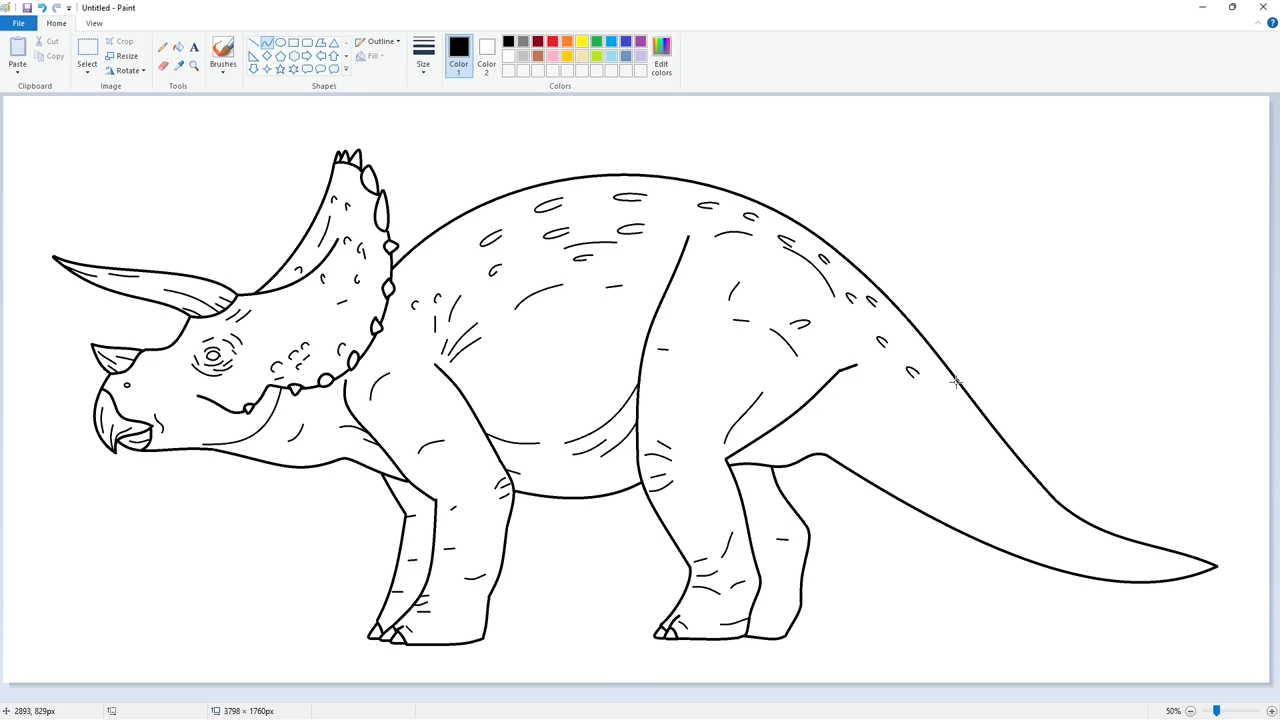 Untitled - Paint
File Home View
Paste
Cut
Copy
Clipboard
Select
Crop
Resize
Rotate
Image
A
Tools
Brushes
Outline
Fill
Shapes
Size
Color 1
Color 2
Edit colors
Colors
2893, 829px
3798 × 1760px
50%